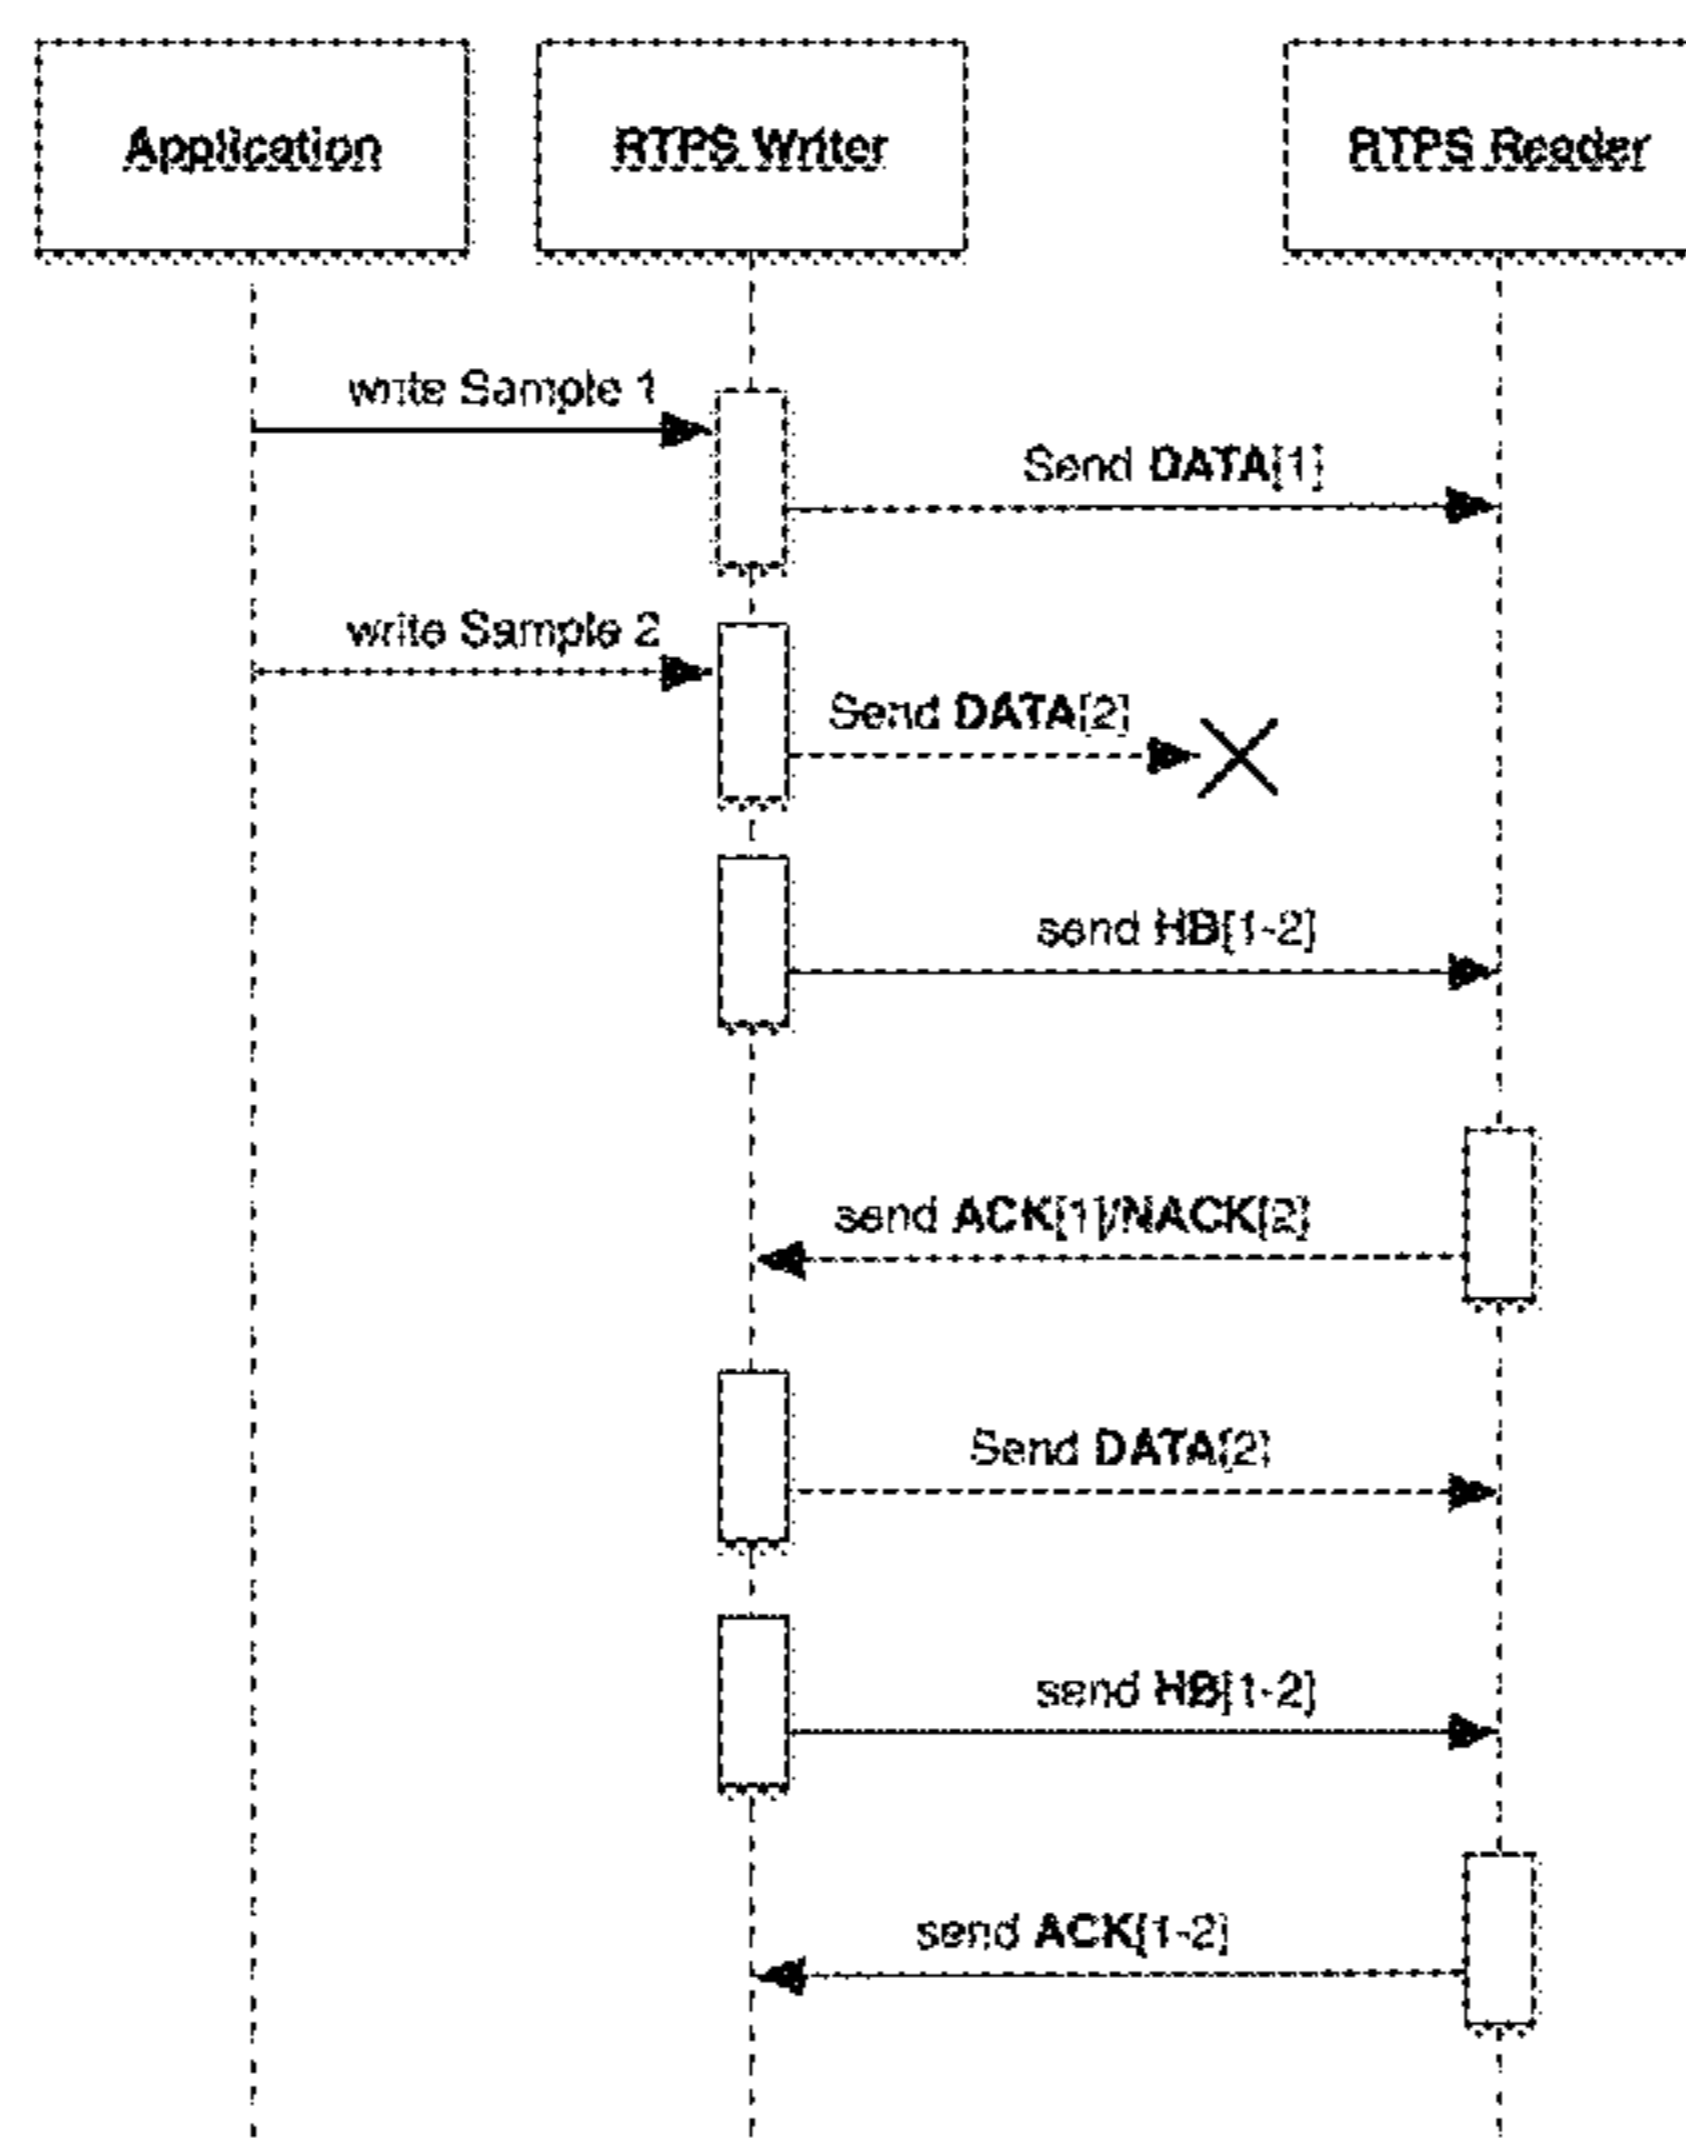 Application
RTPS Writer
RTPS Reader
write Sample 1
Send DATA[1]
write Sample 2
Send DATA[2]
send HB[1-2]
send ACK[1]/NACK[2]
Send DATA[2]
send HB[1-2]
send ACK[1-2]